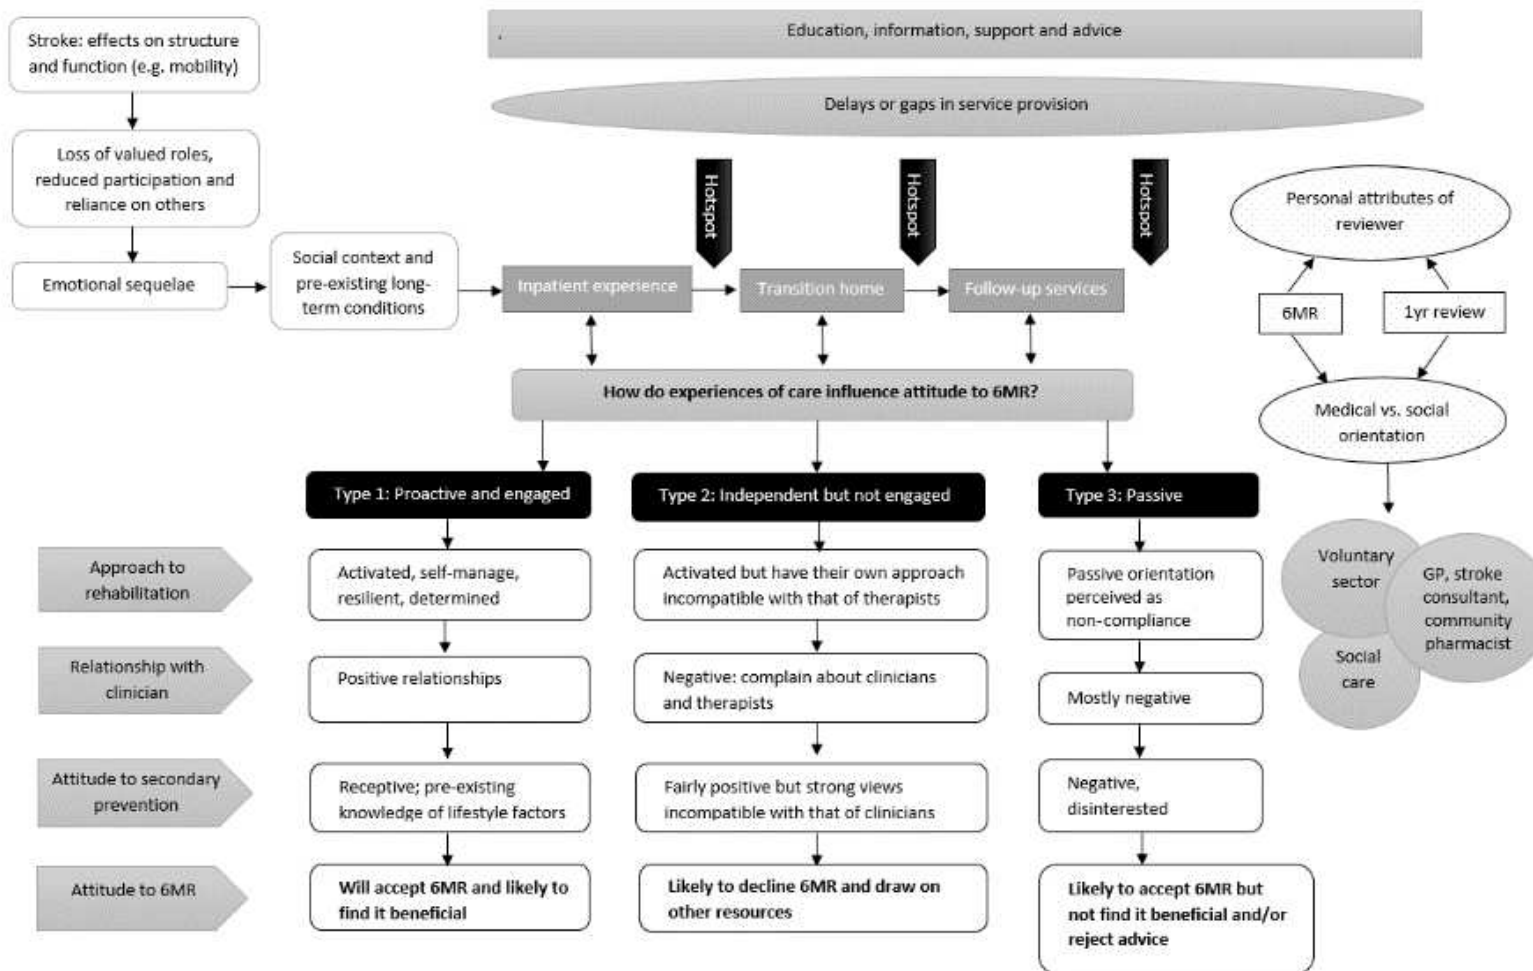 Stroke: effects on structure
and function (e.g. mobility)
Loss of valued roles,
reduced participation and
reliance on others
Emotional sequelae
Social context and
pre-existing long-
term conditions
.
Education, information, support and advice
Delays or gaps in service provision
Hotspot
Hotspot
Hotspot
Inpatient experience
Transition home
Follow-up services
How do experiences of care influence attitude to 6MR?
Personal attributes of
reviewer
6MR
1yr review
Medical vs. social
orientation
Voluntary
sector
GP, stroke
consultant,
community
pharmacist
Social
care
Type 1: Proactive and engaged
Type 2: Independent but not engaged
Type 3: Passive
Approach to
rehabilitation
Activated, self-manage,
resilient, determined
Activated but have their own approach
incompatible with that of therapists
Passive orientation
perceived as
non-compliance
Relationship with
clinician
Positive relationships
Negative: complain about clinicians
and therapists
Mostly negative
Attitude to secondary
prevention
Receptive; pre-existing
knowledge of lifestyle factors
Fairly positive but strong views
incompatible with that of clinicians
Negative,
disinterested
Attitude to 6MR
Will accept 6MR and likely to
find it beneficial
Likely to decline 6MR and draw on
other resources
Likely to accept 6MR but
not find it beneficial and/or
reject advice